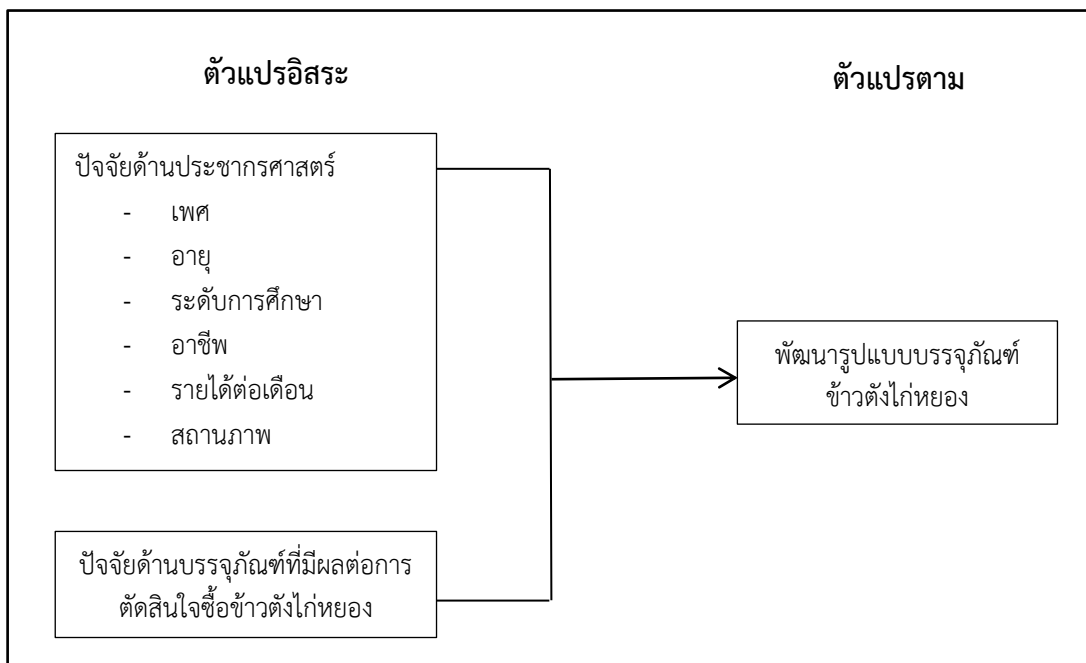 ตัวแปรอิสระ
ตัวแปรตาม
ปัจจัยด้านประชากรศาสตร์
- เพศ
- อายุ
- ระดับการศึกษา
- อาชีพ
- รายได้ต่อเดือน
- สถานภาพ
พัฒนารูปแบบบรรจุภัณฑ์
ข้าวตังไก่หยอง
ปัจจัยด้านบรรจุภัณฑ์ที่มีผลต่อการ
ตัดสินใจซื้อข้าวตังไก่หยอง